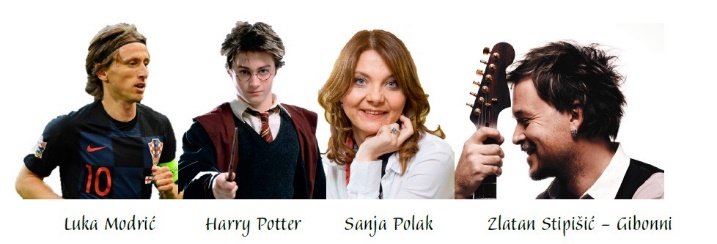 10
Luka Modrić Harry Potter Sanja Polak Zlatan Stipišić – Gibonni